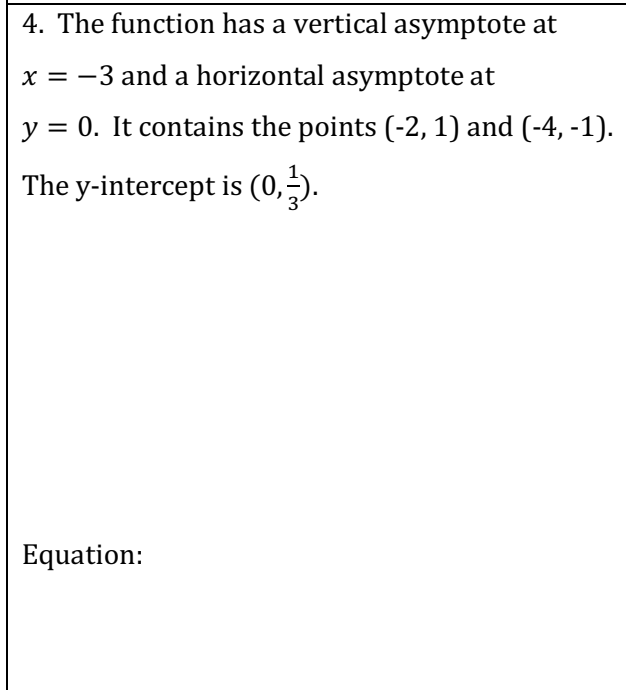 4. The function has a vertical asymptote at
x = −3 and a horizontal asymptote at
y = 0. It contains the points (-2, 1) and (-4, -1).
The y-intercept is (0, 1/3).
Equation: